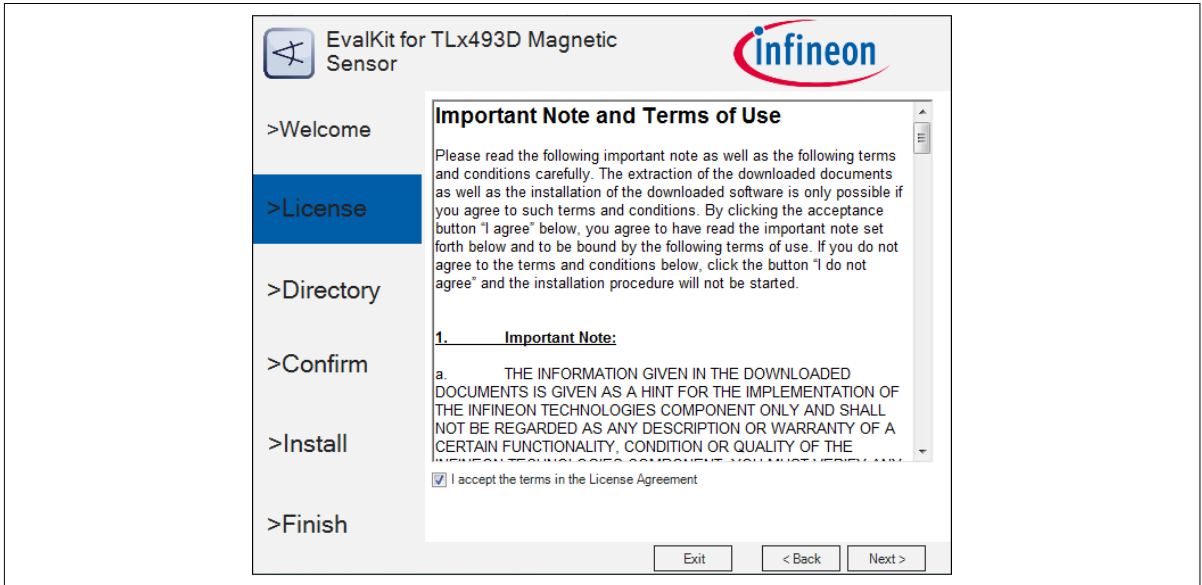 EvalKit for TLx493D Magnetic
Sensor
infineon
>Welcome
>License
>Directory
>Confirm
>Install
>Finish
Important Note and Terms of Use
Please read the following important note as well as the following terms
and conditions carefully. The extraction of the downloaded documents
as well as the installation of the downloaded software is only possible if
you agree to such terms and conditions. By clicking the acceptance
button “I agree” below, you agree to have read the important note set
forth below and to be bound by the following terms of use. If you do not
agree to the terms and conditions below, click the button “I do not
agree” and the installation procedure will not be started.
1. Important Note:
a. THE INFORMATION GIVEN IN THE DOWNLOADED
DOCUMENTS IS GIVEN AS A HINT FOR THE IMPLEMENTATION OF
THE INFINEON TECHNOLOGIES COMPONENT ONLY AND SHALL
NOT BE REGARDED AS ANY DESCRIPTION OR WARRANTY OF A
CERTAIN FUNCTIONALITY, CONDITION OR QUALITY OF THE
INFINEON TECHNOLOGIES COMPONENT. YOU MUST VERIFY ANY
I accept the terms in the License Agreement
Exit
< Back
Next >